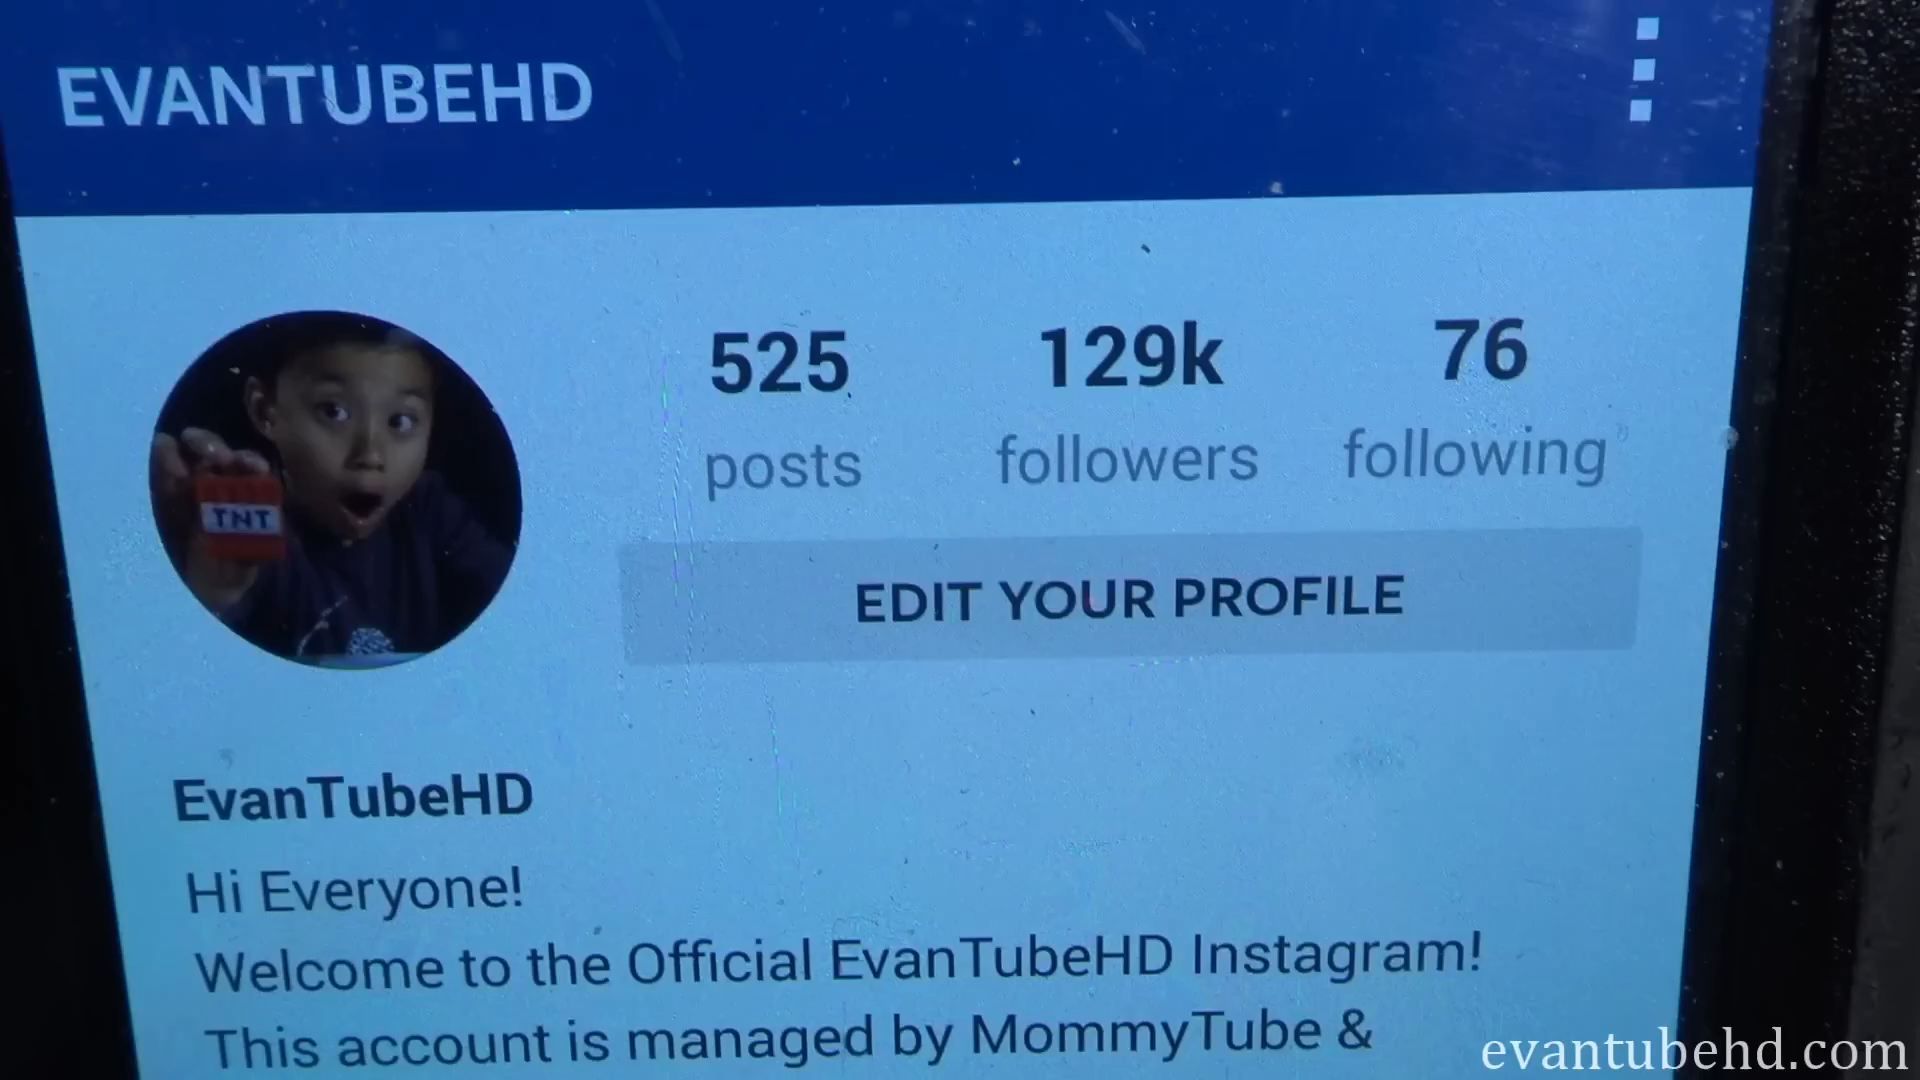 EVANTUBEHD
525 129k 76
posts followers following
TNT
EDIT YOUR PROFILE
EvanTubeHD
Hi Everyone!
Welcome to the Official EvanTubeHD Instagram!
This account is managed by MommyTube &
evantubehd.com